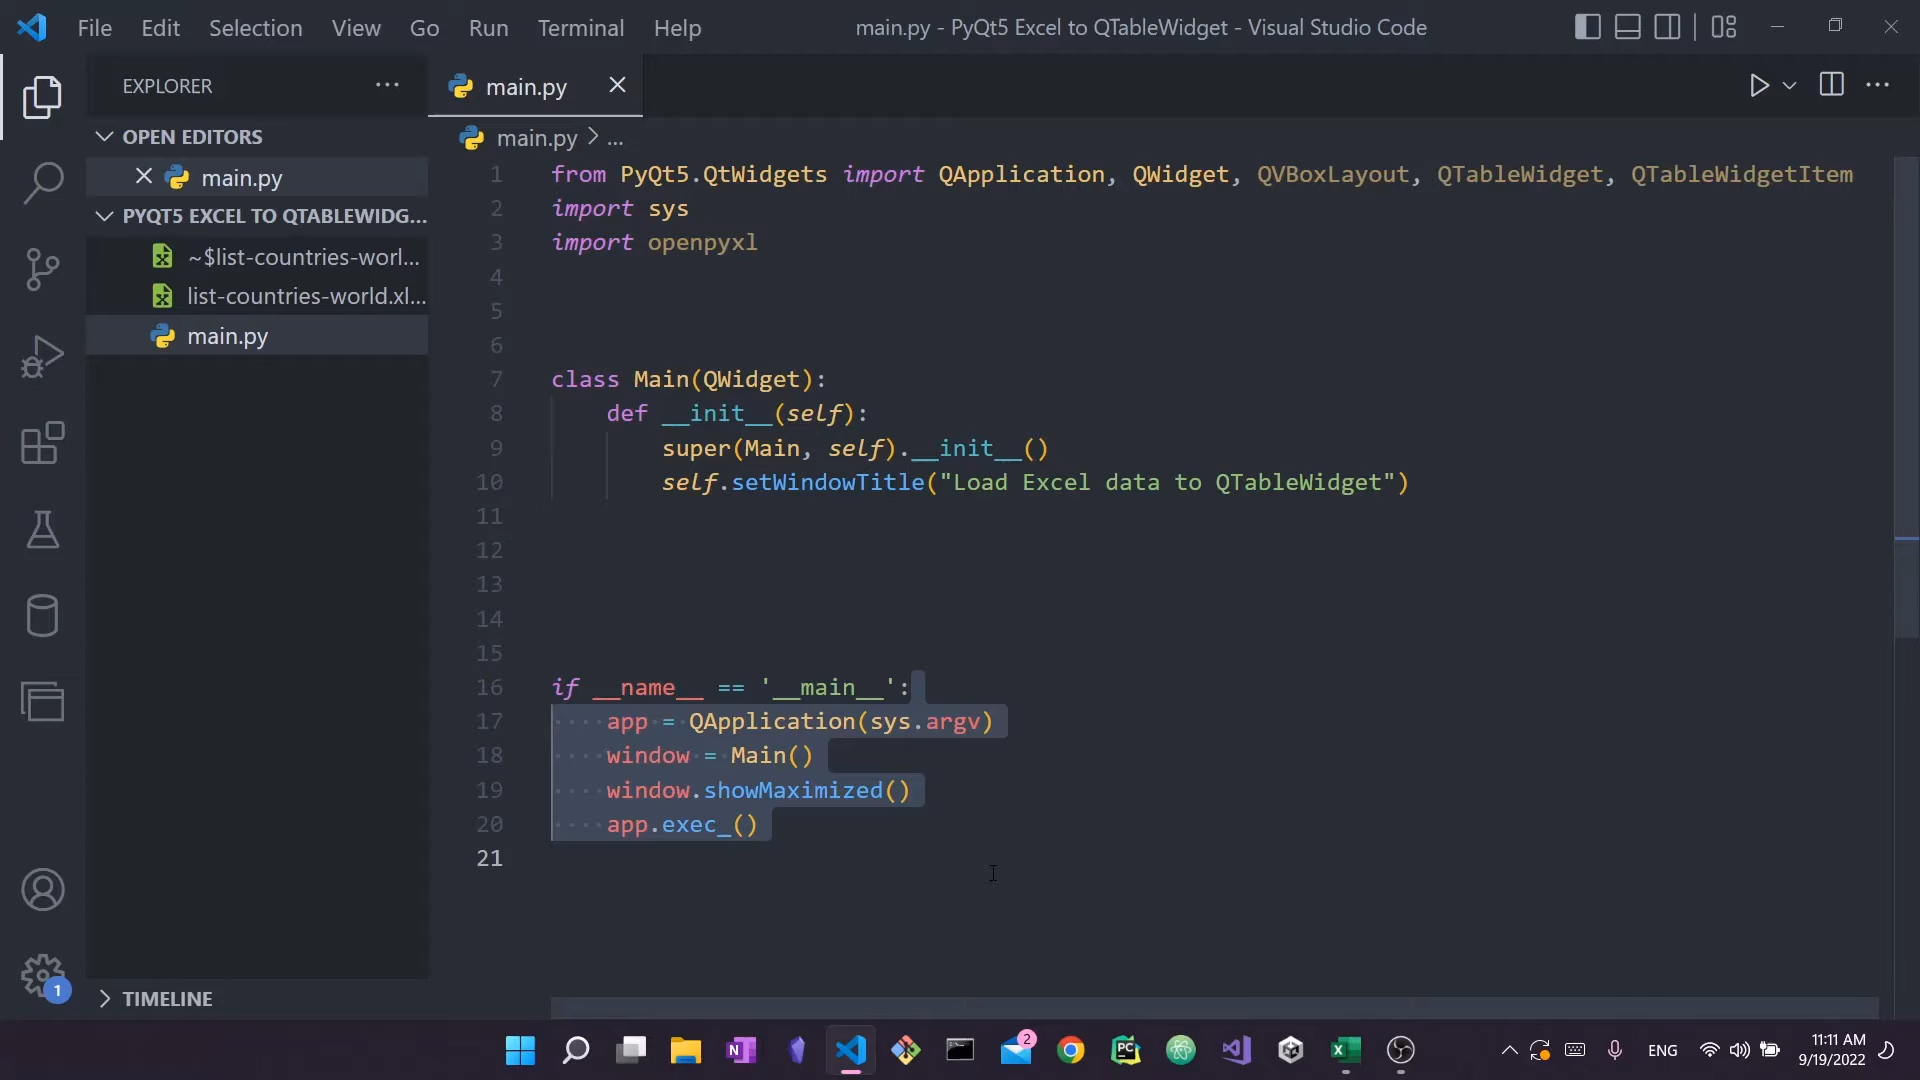 File Edit Selection View Go Run Terminal Help
main.py - PyQt5 Excel to QTableWidget - Visual Studio Code
EXPLORER
OPEN EDITORS
main.py
PYQT5 EXCEL TO QTABLEWIDG...
~$list-countries-worl...
list-countries-world.xl...
main.py
TIMELINE
1
main.py
main.py > ...
1 from PyQt5.QtWidgets import QApplication, QWidget, QVBoxLayout, QTableWidget, QTableWidgetItem
2 import sys
3 import openpyxl
4
5
6
7 class Main(QWidget):
8 def __init__(self):
9 super(Main, self).__init__()
10 self.setWindowTitle("Load Excel data to QTableWidget")
11
12
13
14
15
16 if __name__ == '__main__':
17 app = QApplication(sys.argv)
18 window = Main()
19 window.showMaximized()
20 app.exec_()
21
N
2
PC
X
ENG
11:11 AM
9/19/2022